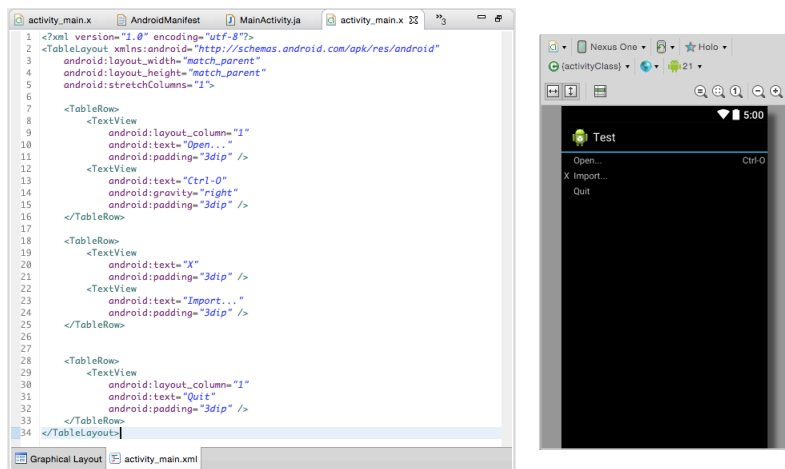 activity_main.x AndroidManifest MainActivity.ja activity_main.x »3
1 <?xml version="1.0" encoding="utf-8"?>
2 <TableLayout xmlns:android="http://schemas.android.com/apk/res/android"
3 android:layout_width="match_parent"
4 android:layout_height="match_parent"
5 android:stretchColumns="1">
6
7 <TableRow>
8 <TextView
9 android:layout_column="1"
10 android:text="Open..."
11 android:padding="3dip" />
12 <TextView
13 android:text="Ctrl-O"
14 android:gravity="right"
15 android:padding="3dip" />
16 </TableRow>
17
18 <TableRow>
19 <TextView
20 android:text="X"
21 android:padding="3dip" />
22 <TextView
23 android:text="Import..."
24 android:padding="3dip" />
25 </TableRow>
26
27
28 <TableRow>
29 <TextView
30 android:layout_column="1"
31 android:text="Quit"
32 android:padding="3dip" />
33 </TableRow>
34 </TableLayout>
Graphical Layout activity_main.xml
Nexus One Holo
{activityClass} 21
5:00
Test
Open... Ctrl-O
X Import...
Quit